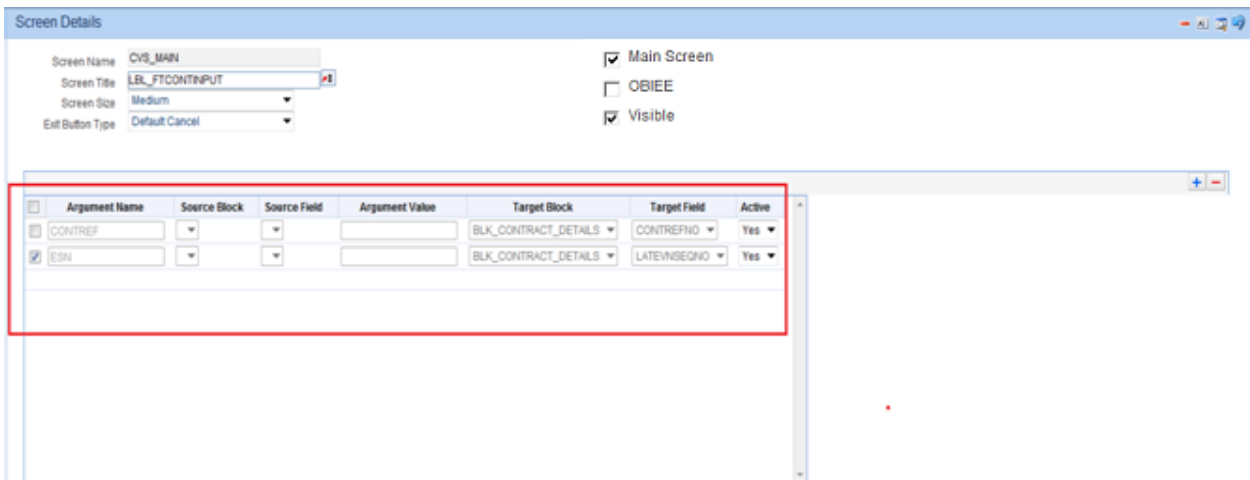 Screen Details
Screen Name CVS_MAIN
Main Screen
Screen Title LBL_FTCONTINPUT
OBIEE
Screen Size Medium
Exit Button Type Default Cancel
Visible
Argument Name Source Block Source Field Argument Value Target Block Target Field Active
CONTREF BLK_CONTRACT_DETAILS CONTREFNO Yes
ESN BLK_CONTRACT_DETAILS LATEVNSEQNO Yes